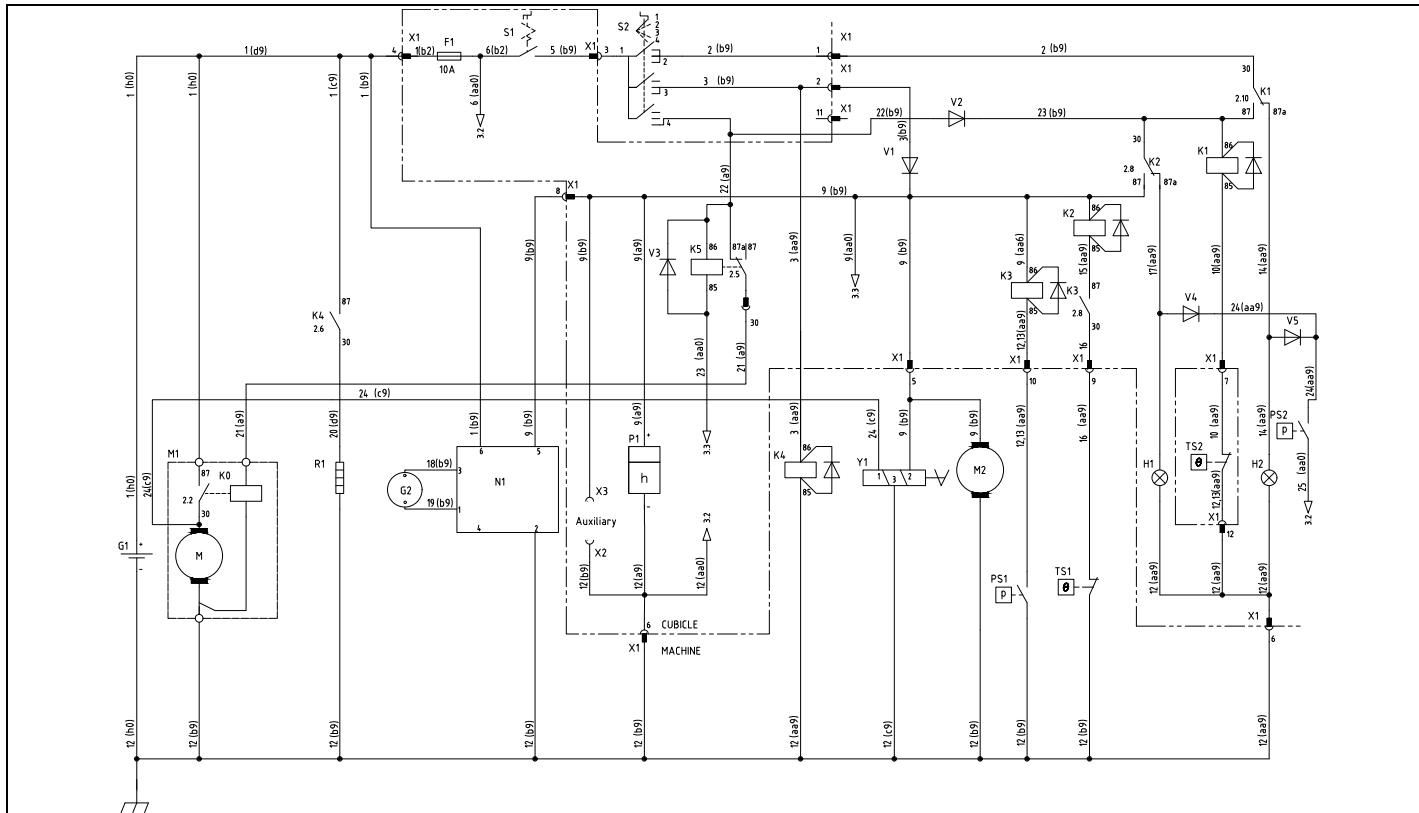 1 (d9)
4
X1
1(b2)
F1
10A
6(b2)
S1
5 (b9)
X1
3
S2
1
2
3
4
1
4
2
3
4
2 (b9)
3 (b9)
1
X1
2
X1
11
X1
2 (b9)
30
K1
2.10
87
87a
1 (h0)
1 (h0)
1 (c9)
1 (b9)
6 (aa0)
3.2
22(b9)
V2
23(b9)
3(b9)
V1
30
K2
2.8
87
87a
K1
86
85
8
X1
22 (a9)
9 (b9)
9(b9)
9(b9)
9(a9)
V3
K5
86
85
87a
87
2.5
30
3 (aa9)
9 (aa0)
3.3
9 (b9)
9 (aa6)
K3
86
85
K2
86
85
15(aa9)
K3
87
2.8
30
17(aa9)
10(aa9)
14(aa9)
V4
24(aa9)
V5
K4
87
2.6
30
23 (aa0)
21 (a9)
12,13(aa9)
16
X1
5
X1
10
X1
9
X1
7
24 (c9)
21(a9)
20 (d9)
1 (b9)
9 (b9)
9(a9)
3.3
3 (aa9)
24 (c9)
9 (b9)
9 (b9)
12,13(aa9)
16 (aa9)
10 (aa9)
14(aa9)
24(aa9)
PS2
P
M1
K0
87
2.2
30
R1
6
5
18(b9)
3
G2
N1
19 (b9)
1
4
2
P1
+
h
-
K4
86
85
Y1
1
3
2
M2
H1
TS2
θ
12,13(aa9)
H2
25 (aa0)
3.2
1(h0)
24(c9)
X3
Auxiliary
X2
3.2
X1
12
G1
+
-
M
12(b9)
12(a9)
12 (aa0)
PS1
P
TS1
θ
12(aa9)
12(aa9)
12(aa9)
6
CUBICLE
X1
MACHINE
X1
6
12 (h0)
12 (b9)
12 (b9)
12 (b9)
12 (b9)
12 (aa9)
12 (c9)
12 (b9)
12 (b9)
12 (b9)
12(aa9)